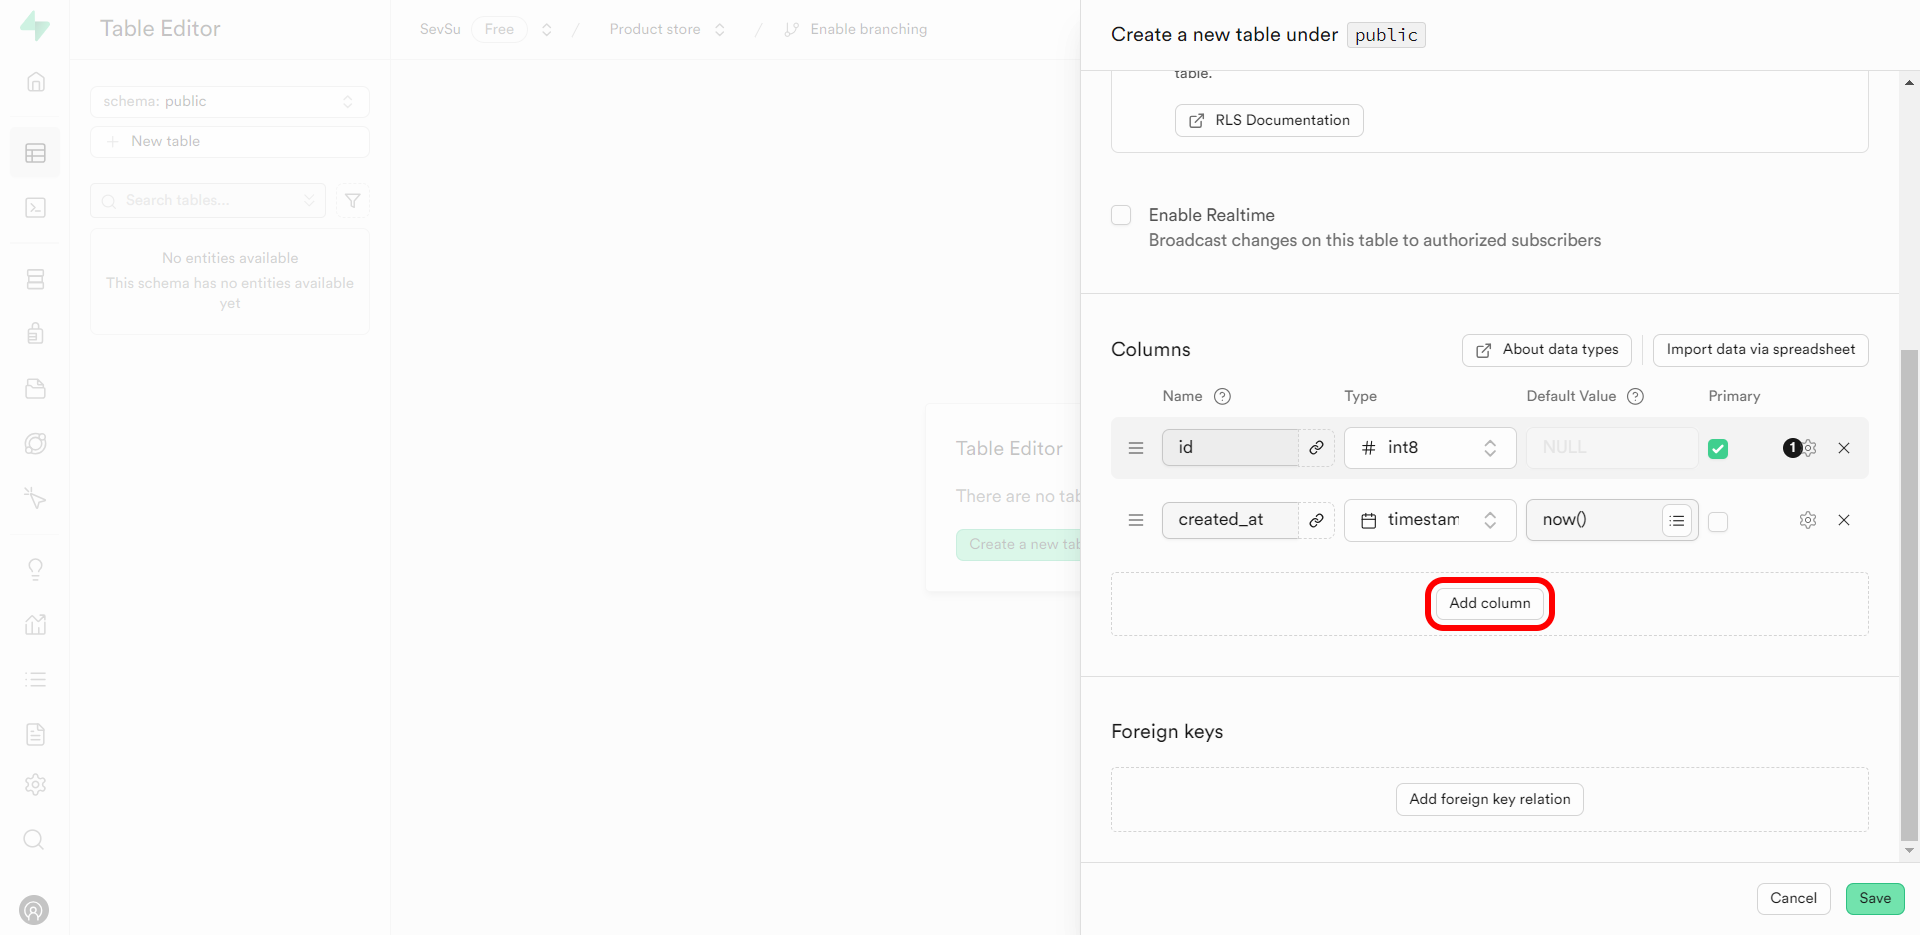 Table Editor
SevSu Free / Product store / Enable branching
schema: public
New table
Search tables...
No entities available
This schema has no entities available
yet
Table Editor
There are no tab
Create a new tab
Create a new table under public
table.
RLS Documentation
Enable Realtime
Broadcast changes on this table to authorized subscribers
Columns
About data types
Import data via spreadsheet
Name ? Type Default Value ? Primary
id # int8 NULL 1
created_at timestam now()
Add column
Foreign keys
Add foreign key relation
Cancel Save